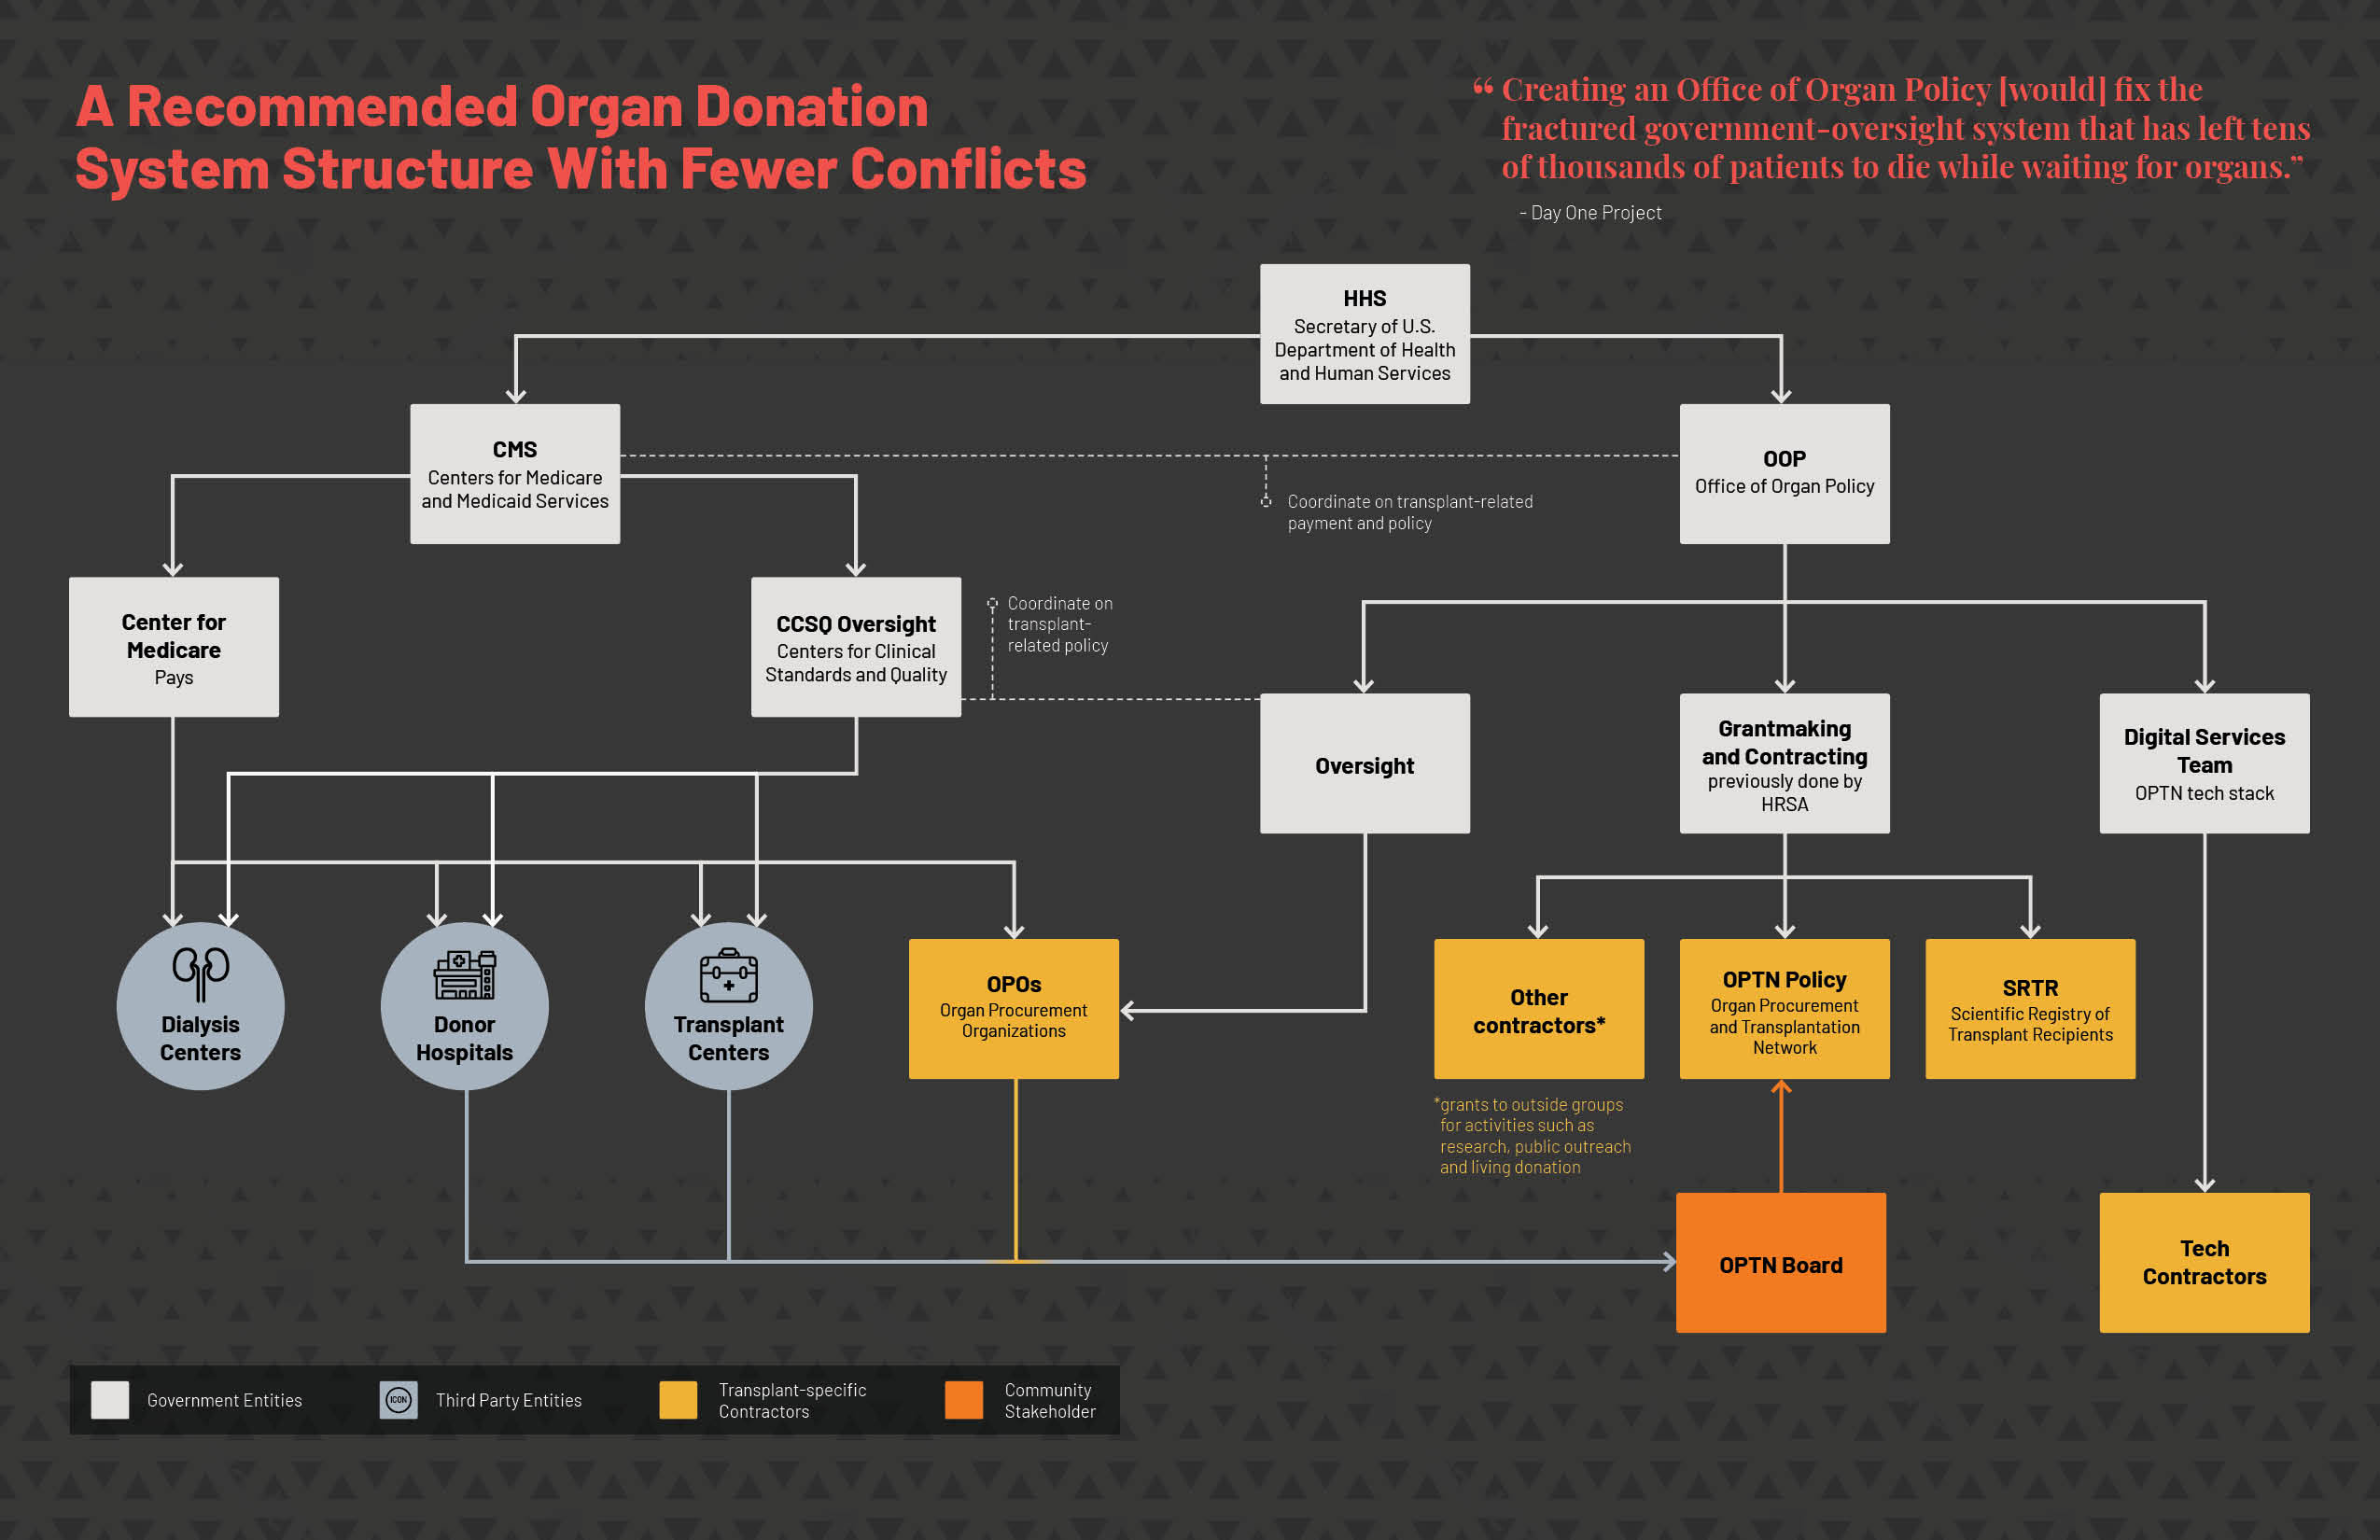 A Recommended Organ Donation
System Structure With Fewer Conflicts
“ Creating an Office of Organ Policy [would] fix the
fractured government-oversight system that has left tens
of thousands of patients to die while waiting for organs.”
- Day One Project
HHS
Secretary of U.S.
Department of Health
and Human Services
CMS
Centers for Medicare
and Medicaid Services
OOP
Office of Organ Policy
Coordinate on transplant-related
payment and policy
Center for
Medicare
Pays
CCSQ Oversight
Centers for Clinical
Standards and Quality
Coordinate on
transplant-
related policy
Oversight
Grantmaking
and Contracting
previously done by
HRSA
Digital Services
Team
OPTN tech stack
Dialysis
Centers
Donor
Hospitals
Transplant
Centers
OPOs
Organ Procurement
Organizations
Other
contractors*
OPTN Policy
Organ Procurement
and Transplantation
Network
SRTR
Scientific Registry of
Transplant Recipients
*grants to outside groups
for activities such as
research, public outreach
and living donation
OPTN Board
Tech
Contractors
Government Entities
ICON
Third Party Entities
Transplant-specific
Contractors
Community
Stakeholder